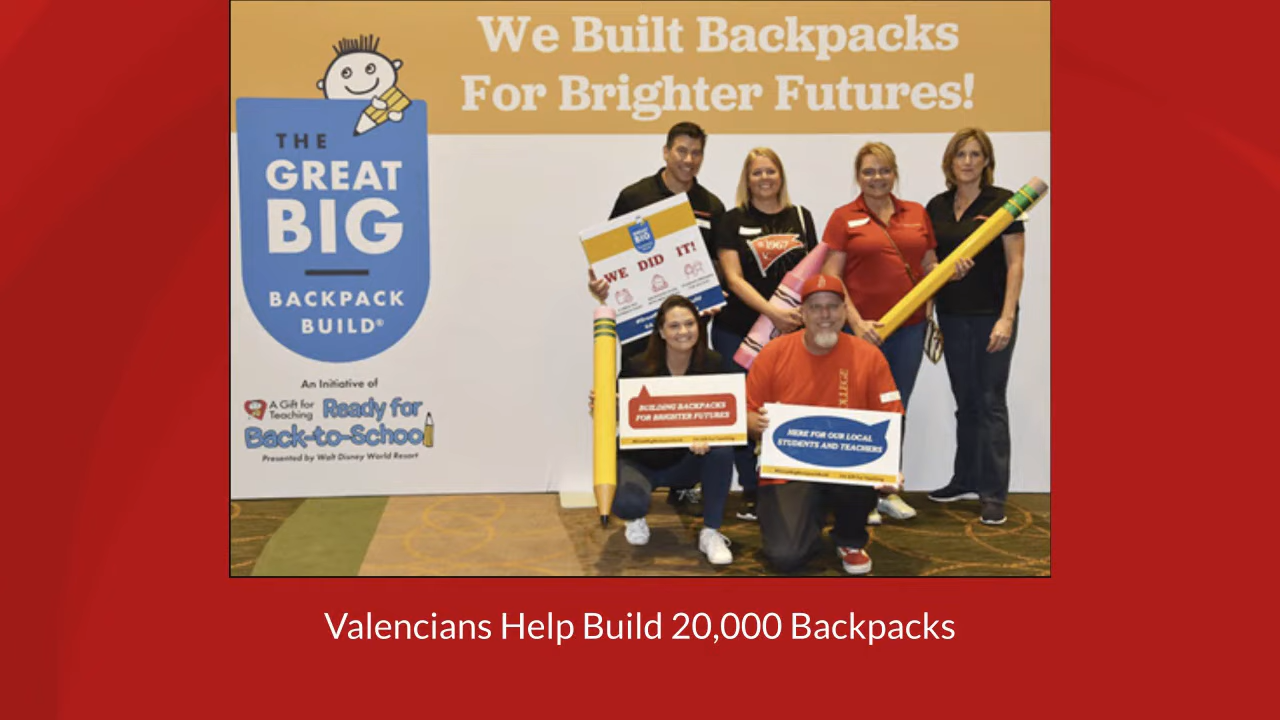 We Built Backpacks
For Brighter Futures!
THE
GREAT
BIG
BACKPACK
BUILD®
An Initiative of
A Gift for
Teaching
Ready for
Back-to-School
Presented by Walt Disney World Resort
GREAT
BIG
WE DID IT!
1967
BUILDING BACKPACKS
FOR BRIGHTER FUTURES
HERE FOR OUR LOCAL
STUDENTS AND TEACHERS
Valencians Help Build 20,000 Backpacks